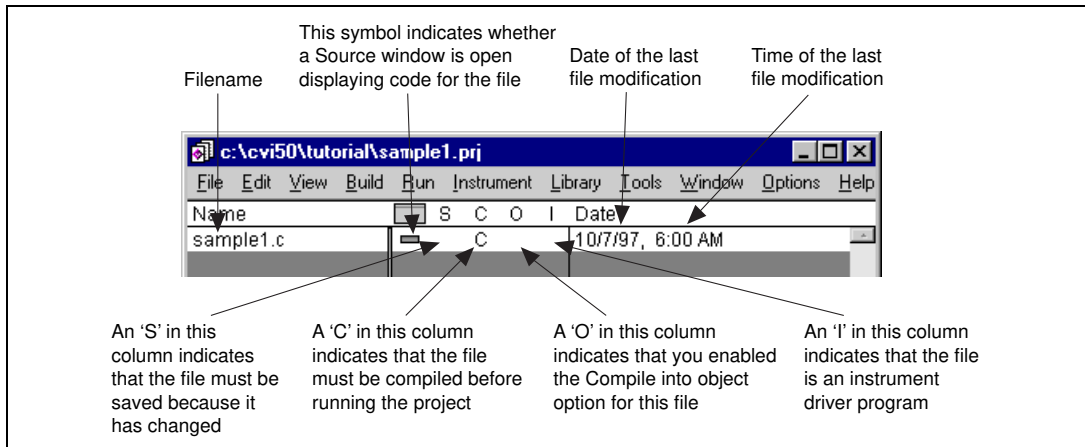 This symbol indicates whether
a Source window is open
displaying code for the file
Filename
Date of the last
file modification
Time of the last
file modification
c:\cvi50\tutorial\sample1.prj
File Edit View Build Run Instrument Library Tools Window Options Help
Name S C O I Date
sample1.c C 10/7/97, 6:00 AM
An ‘S’ in this
column indicates
that the file must be
saved because it
has changed
A ‘C’ in this column
indicates that the file
must be compiled before
running the project
A ‘O’ in this column
indicates that you enabled
the Compile into object
option for this file
An ‘I’ in this column
indicates that the file
is an instrument
driver program